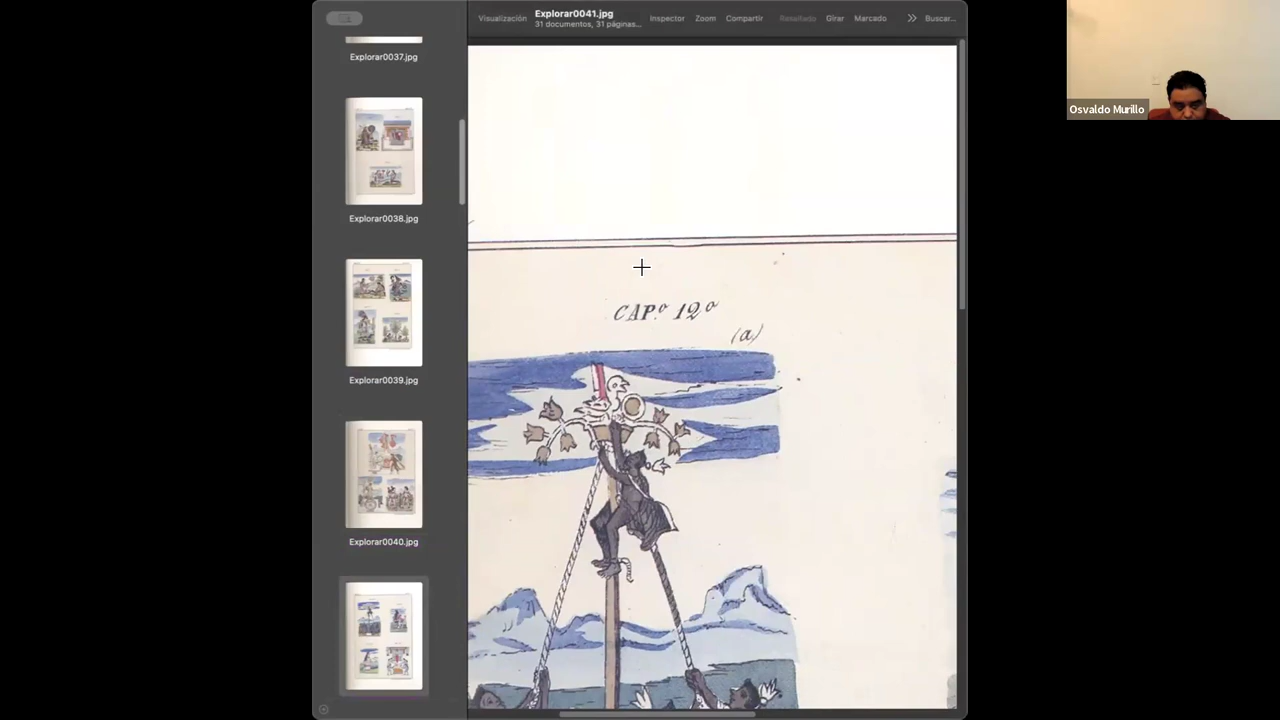 Visualización
Explorar0041.jpg
31 documentos, 31 páginas...
Inspector
Zoom
Compartir
Resaltado
Girar
Marcado
Buscar...
Explorar0037.jpg
Explorar0038.jpg
Explorar0039.jpg
Explorar0040.jpg
CAP.º 12º
(a)
Osvaldo Murillo